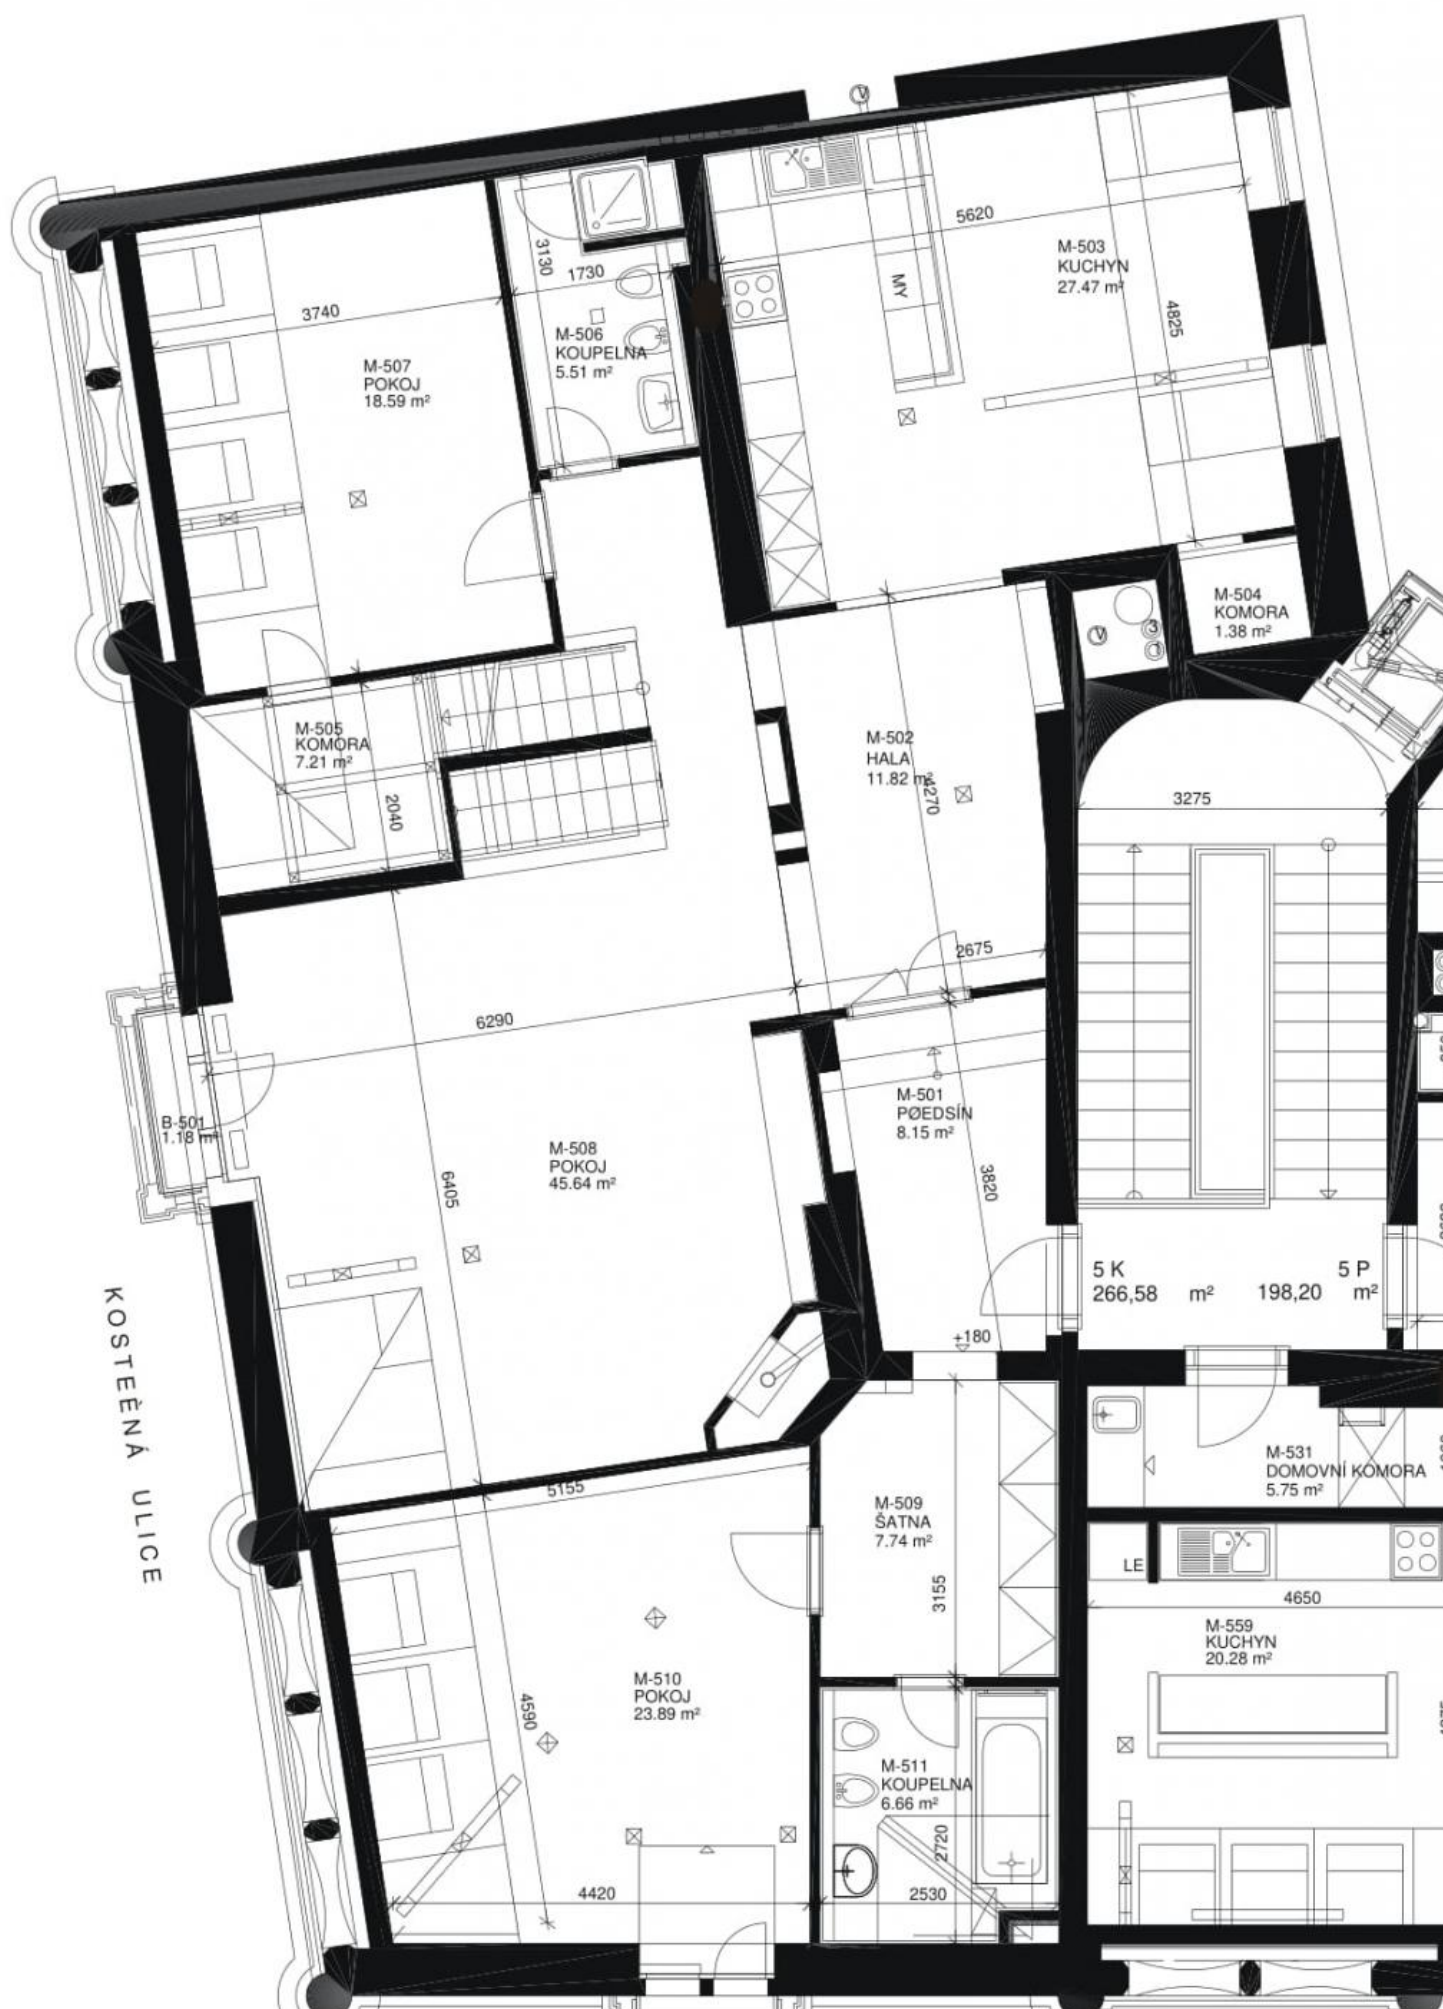 5620
M-503
KUCHYN
27.47 m²
3130
1730
MY
4825
3740
M-506
KOUPELNA
5.51 m²
M-507
POKOJ
18.59 m²
M-504
KOMORA
1.38 m²
V
3
1
M-505
KOMORA
7.21 m²
2040
M-502
HALA
11.82 m²
4270
3275
2675
6290
M-501
PØEDSÍN
8.15 m²
B-501
1.18 m²
M-508
POKOJ
45.64 m²
6405
3820
5 K
266,58 m²
5 P
198,20 m²
+180
KOSTEÈNÁ ULICE
M-531
DOMOVNÍ KOMORA
5.75 m²
5155
M-509
ŠATNA
7.74 m²
3155
LE
4650
M-559
KUCHYN
20.28 m²
M-510
POKOJ
23.89 m²
4590
M-511
KOUPELNA
6.66 m²
2720
4420
2530